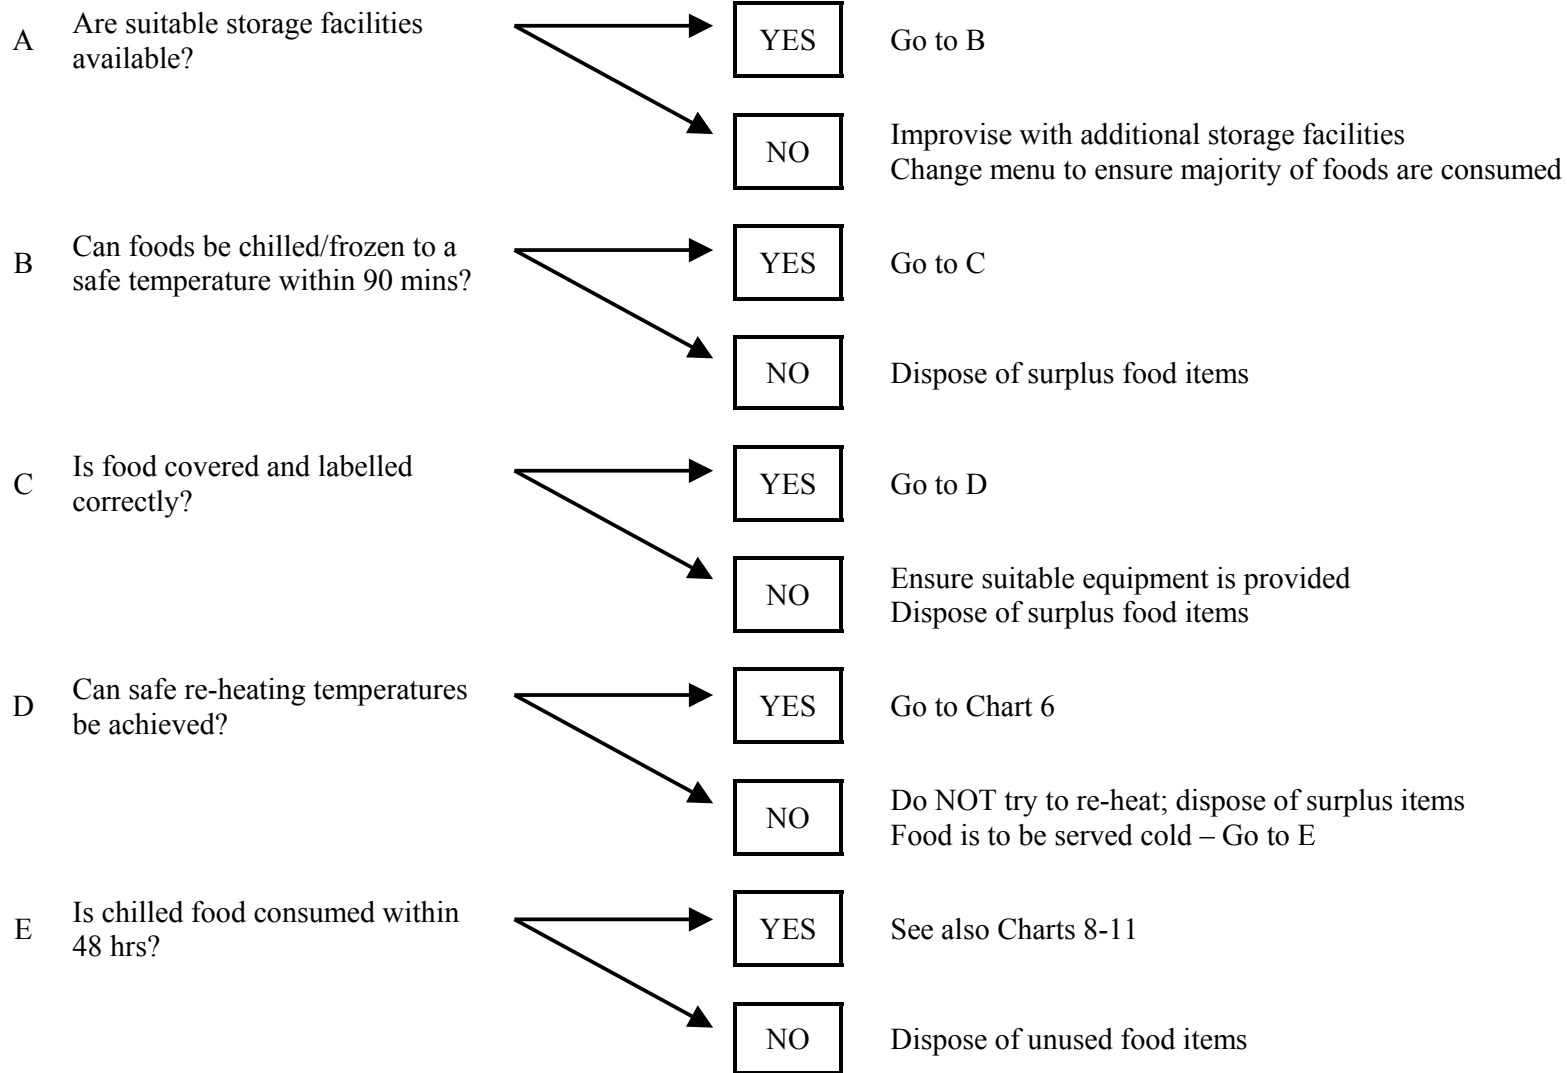 A
Are suitable storage facilities
available?
YES
Go to B
NO
Improvise with additional storage facilities
Change menu to ensure majority of foods are consumed
B
Can foods be chilled/frozen to a
safe temperature within 90 mins?
YES
Go to C
NO
Dispose of surplus food items
C
Is food covered and labelled
correctly?
YES
Go to D
NO
Ensure suitable equipment is provided
Dispose of surplus food items
D
Can safe re-heating temperatures
be achieved?
YES
Go to Chart 6
NO
Do NOT try to re-heat; dispose of surplus items
Food is to be served cold – Go to E
E
Is chilled food consumed within
48 hrs?
YES
See also Charts 8-11
NO
Dispose of unused food items